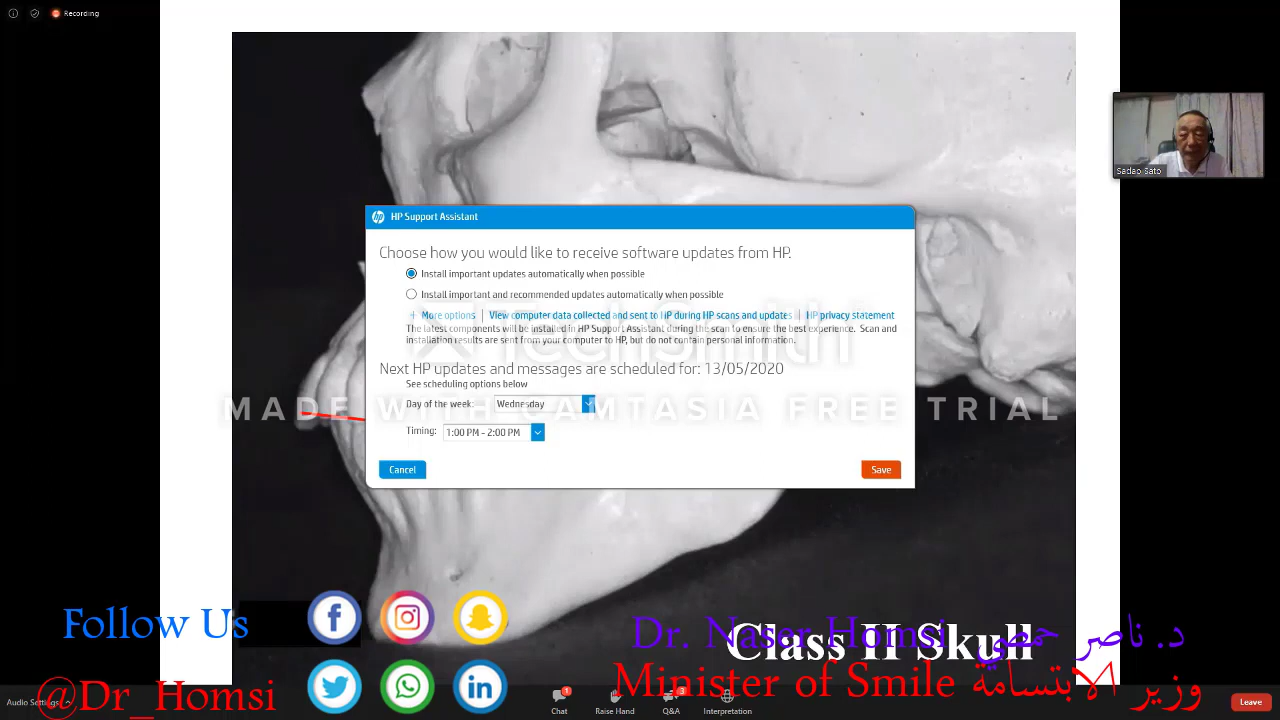 Recording
Sadao Sato
HP Support Assistant
Choose how you would like to receive software updates from HP.
Install important updates automatically when possible
Install important and recommended updates automatically when possible
+ More options | View computer data collected and sent to HP during HP scans and updates | HP privacy statement
The latest components will be installed in HP Support Assistant during the scan to ensure the best experience. Scan and
installation results are sent from your computer to HP, but do not contain personal information.
TechSmith
Next HP updates and messages are scheduled for: 13/05/2020
See scheduling options below
Day of the week: Wednesday
MADE WITH CAMTASIA FREE TRIAL
Timing: 1:00 PM - 2:00 PM
Cancel
Save
Follow Us
Dr. Naser Homsi د. ناصر حمصي
Class II Skull
@Dr_Homsi
Minister of Smile وزير الابتسامة
Audio Settings
Chat 1
Raise Hand
Q&A 3
Interpretation
Leave